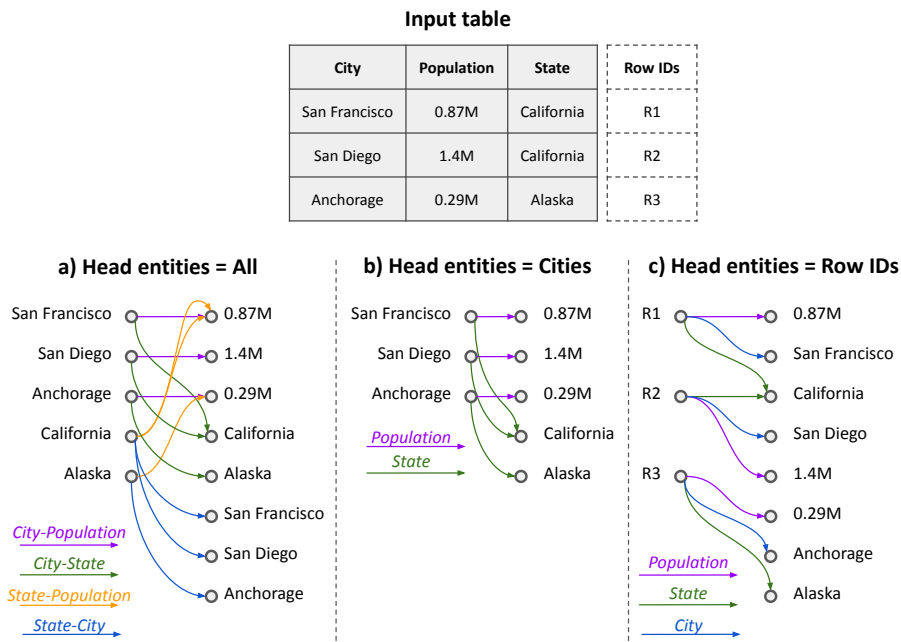 Input table
City Population State Row IDs
San Francisco 0.87M California R1
San Diego 1.4M California R2
Anchorage 0.29M Alaska R3
a) Head entities = All
San Francisco 0.87M
San Diego 1.4M
Anchorage 0.29M
California California
Alaska Alaska
San Francisco
San Diego
Anchorage
City-Population
City-State
State-Population
State-City
b) Head entities = Cities
San Francisco 0.87M
San Diego 1.4M
Anchorage 0.29M
California
Alaska
Population
State
c) Head entities = Row IDs
R1 0.87M
San Francisco
R2 California
San Diego
R3 1.4M
0.29M
Anchorage
Alaska
Population
State
City